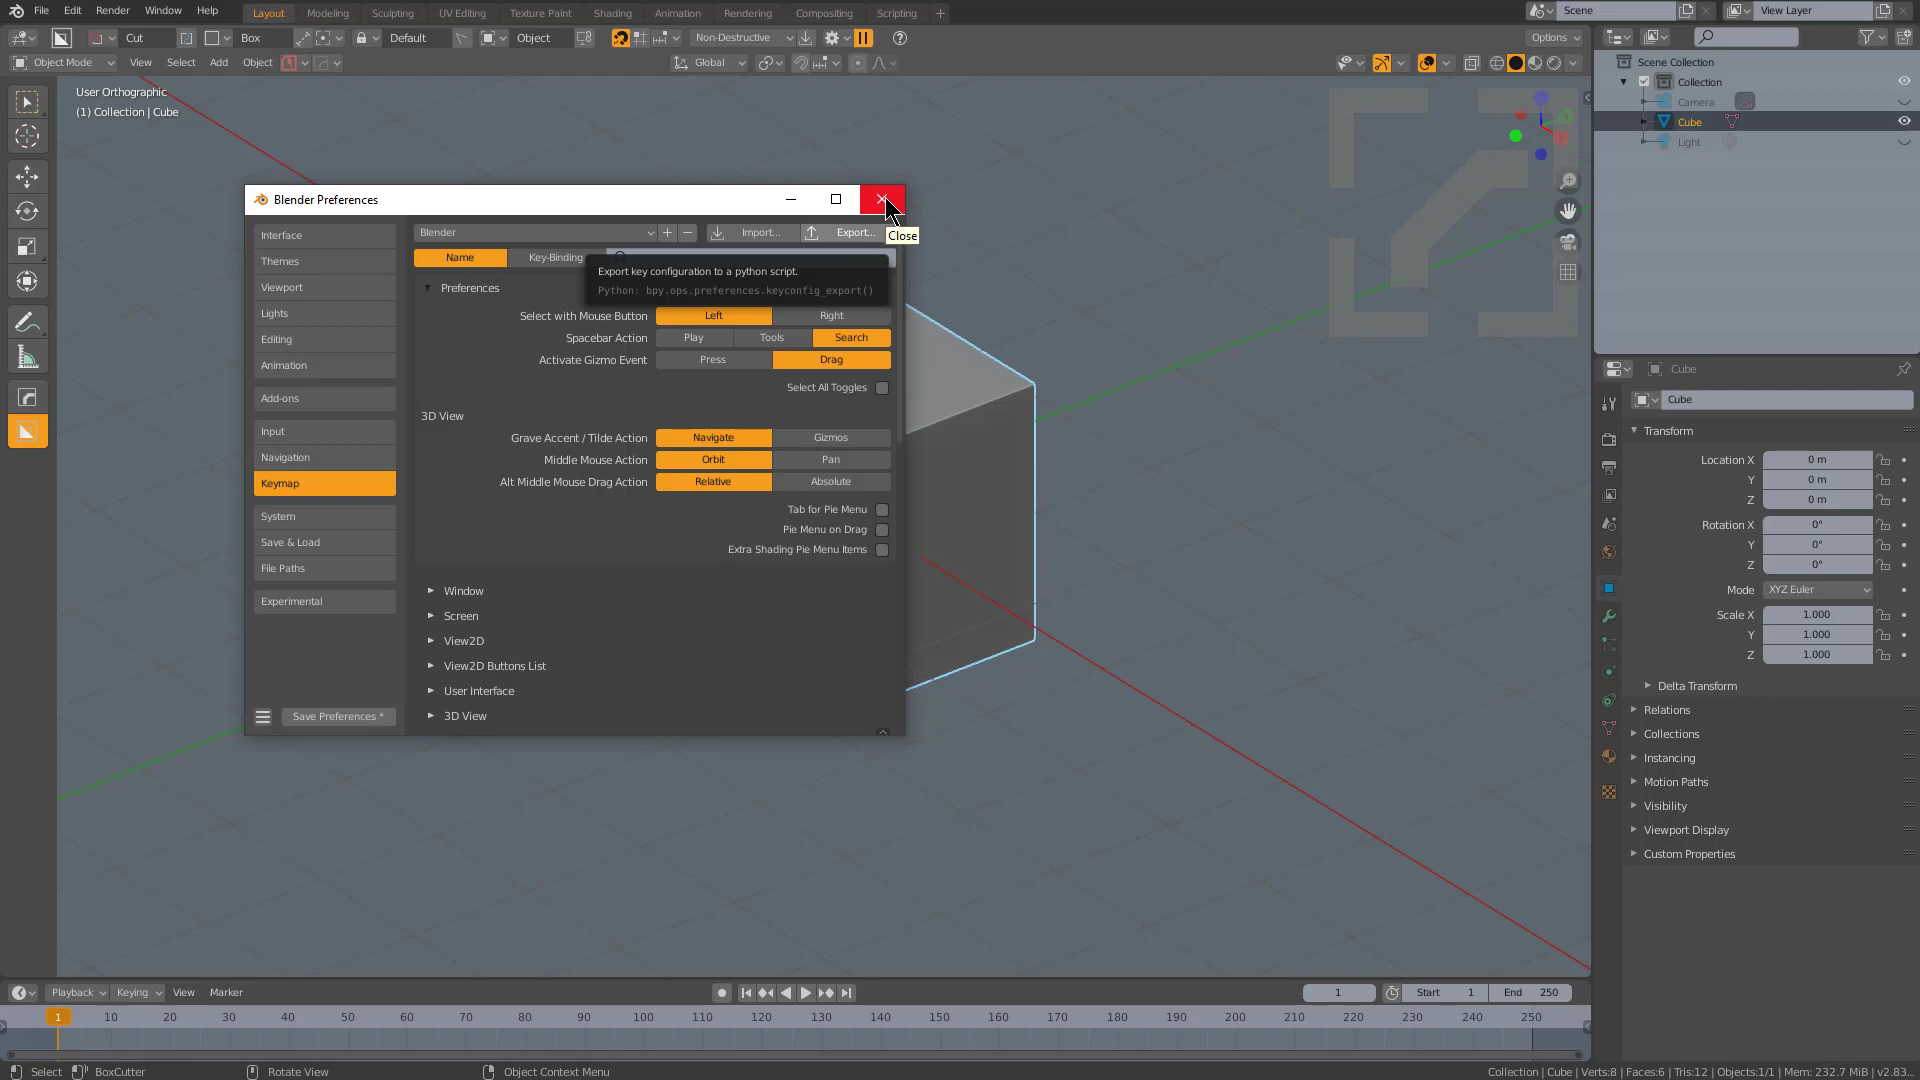 File Edit Render Window Help Layout Modeling Sculpting UV Editing Texture Paint Shading Animation Rendering Compositing Scripting + Scene View Layer
Cut Box Default Object Non-Destructive Options
Object Mode View Select Add Object Global
User Orthographic
(1) Collection | Cube
Scene Collection
Collection
Camera
Cube
Light
Blender Preferences
Close
Interface
Themes
Viewport
Lights
Editing
Animation
Add-ons
Input
Navigation
Keymap
System
Save & Load
File Paths
Experimental
Save Preferences *
Blender Import... Export...
Name Key-Binding
Export key configuration to a python script.
Python: bpy.ops.preferences.keyconfig_export()
Preferences
Select with Mouse Button Left Right
Spacebar Action Play Tools Search
Activate Gizmo Event Press Drag
Select All Toggles
3D View
Grave Accent / Tilde Action Navigate Gizmos
Middle Mouse Action Orbit Pan
Alt Middle Mouse Drag Action Relative Absolute
Tab for Pie Menu
Pie Menu on Drag
Extra Shading Pie Menu Items
Window
Screen
View2D
View2D Buttons List
User Interface
3D View
Cube
Cube
Transform
Location X 0 m
Y 0 m
Z 0 m
Rotation X 0°
Y 0°
Z 0°
Mode XYZ Euler
Scale X 1.000
Y 1.000
Z 1.000
Delta Transform
Relations
Collections
Instancing
Motion Paths
Visibility
Viewport Display
Custom Properties
Playback Keying View Marker 1 Start 1 End 250
1 10 20 30 40 50 60 70 80 90 100 110 120 130 140 150 160 170 180 190 200 210 220 230 240 250
Select BoxCutter Rotate View Object Context Menu Collection | Cube | Verts:8 | Faces:6 | Tris:12 | Objects:1/1 | Mem: 232.7 MiB | v2.83...